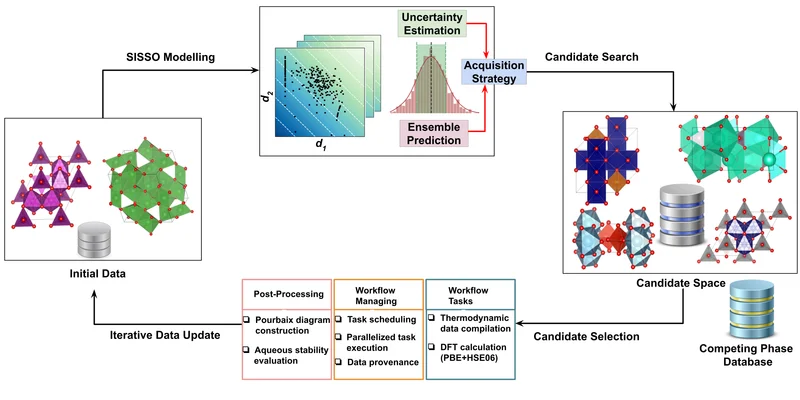 SISSO Modelling
Uncertainty
Estimation
Acquisition
Strategy
Ensemble
Prediction
d2
d1
Candidate Search
Initial Data
Candidate Space
Competing Phase
Database
Candidate Selection
Workflow
Tasks
❑ Thermodynamic
data compilation
❑ DFT calculation
(PBE+HSE06)
Workflow
Managing
❑ Task scheduling
❑ Parallelized task
execution
❑ Data provenance
Post-Processing
❑ Pourbaix diagram
construction
❑ Aqueous stability
evaluation
Iterative Data Update